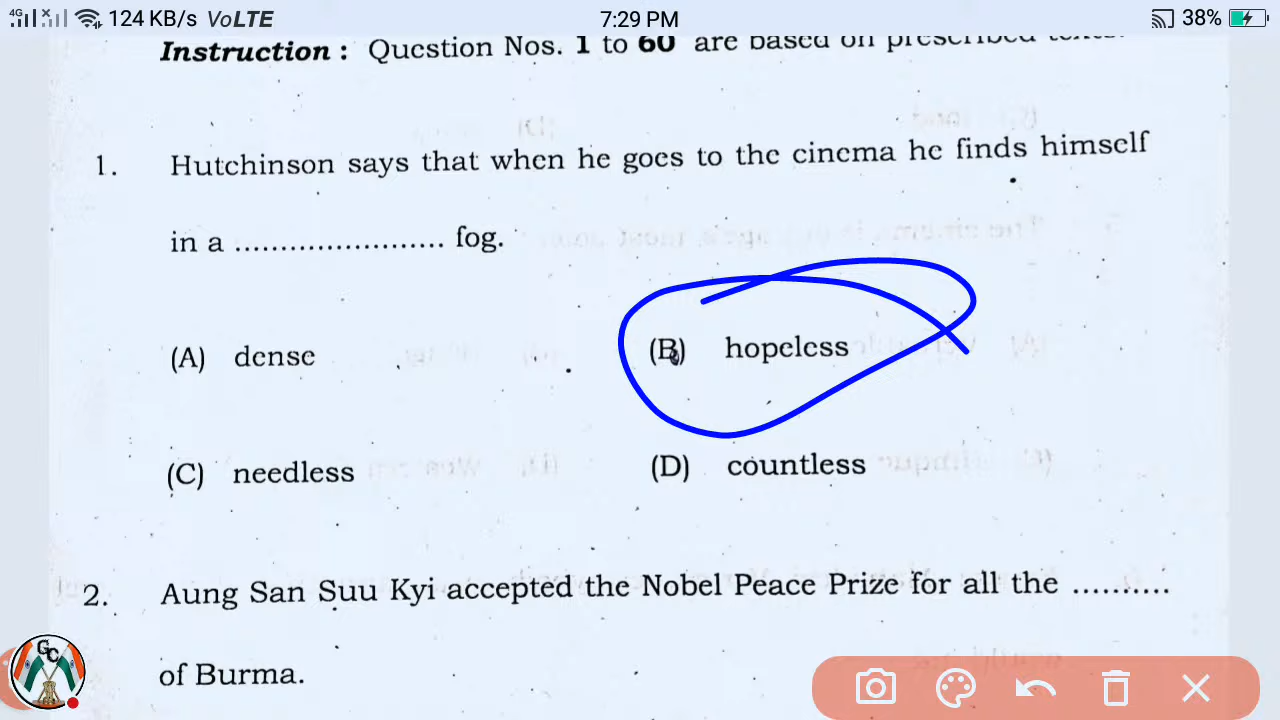 4G 124 KB/s VoLTE 7:29 PM 38%
Instruction : Question Nos. 1 to 60 are based on prescribed texts.
1. Hutchinson says that when he goes to the cinema he finds himself
in a ....................... fog.
(A) dense (B) hopeless
(C) needless (D) countless
2. Aung San Suu Kyi accepted the Nobel Peace Prize for all the ..........
of Burma.
GC